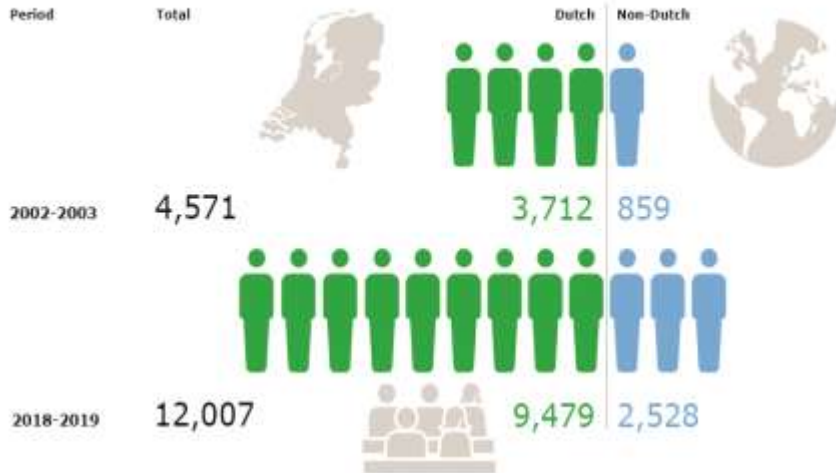 Period Total Dutch Non-Dutch
2002-2003 4,571 3,712 859
2018-2019 12,007 9,479 2,528